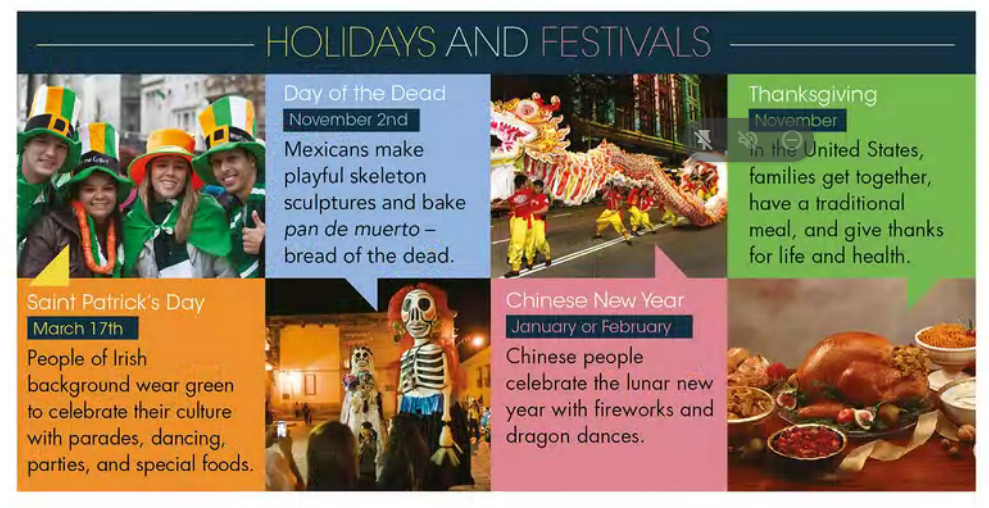 HOLIDAYS AND FESTIVALS
Day of the Dead
November 2nd
Mexicans make
playful skeleton
sculptures and bake
pan de muerto –
bread of the dead.
Thanksgiving
November
In the United States,
families get together,
have a traditional
meal, and give thanks
for life and health.
Saint Patrick's Day
March 17th
People of Irish
background wear green
to celebrate their culture
with parades, dancing,
parties, and special foods.
Chinese New Year
January or February
Chinese people
celebrate the lunar new
year with fireworks and
dragon dances.